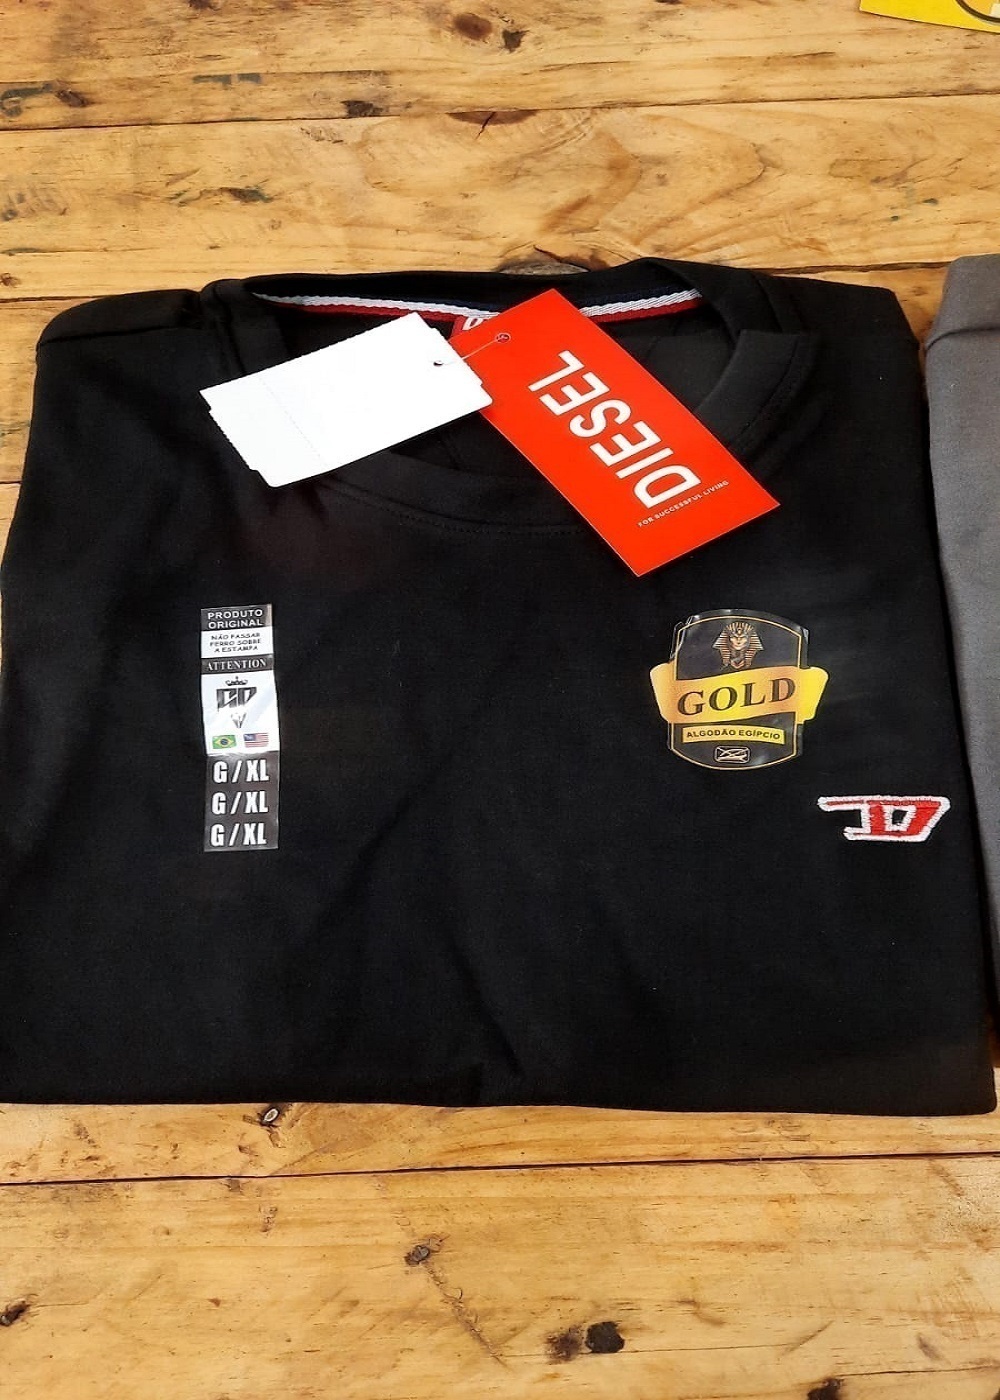 DIESEL
FOR SUCCESSFUL LIVING
PRODUTO
ORIGINAL
NÃO PASSAR
FERRO SOBRE
A ESTAMPA
ATTENTION
G / XL
G / XL
G / XL
GOLD
ALGODÃO EGÍPCIO
D